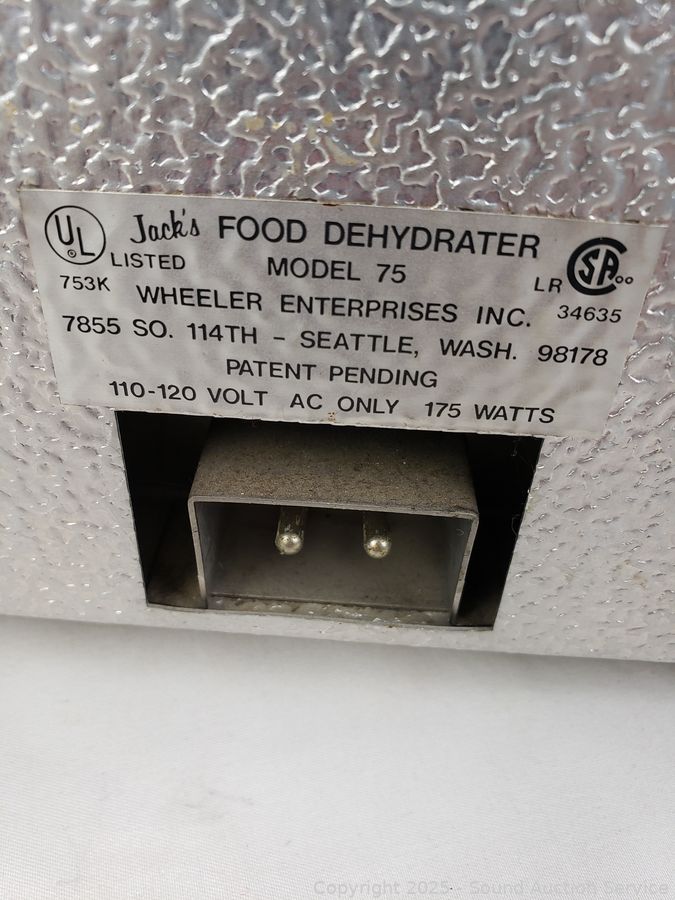 UL
®
Jack's FOOD DEHYDRATER
LISTED
MODEL 75
753K
LR
SA
34635
WHEELER ENTERPRISES INC.
7855 SO. 114TH - SEATTLE, WASH. 98178
PATENT PENDING
110-120 VOLT AC ONLY 175 WATTS
Copyright 2025 - Sound Auction Service